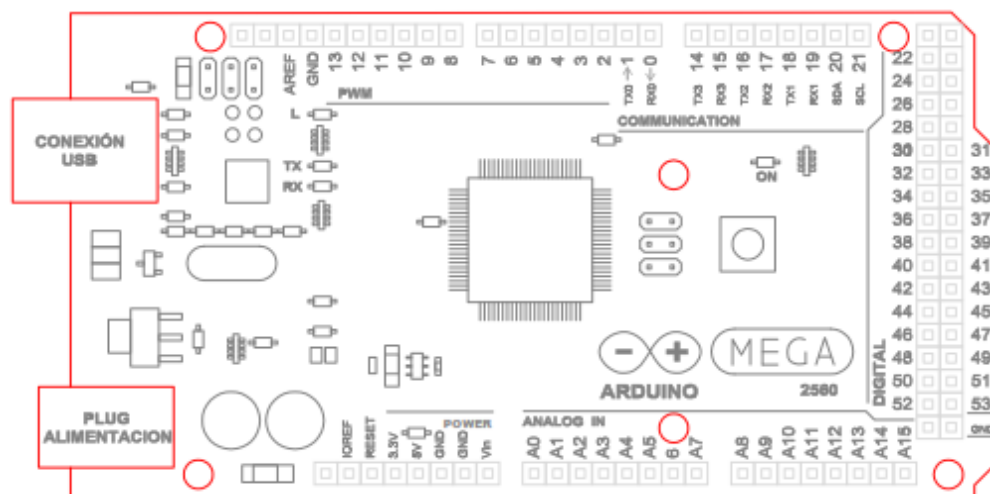 AREF
GND
13
12
11
10
9
8
7
6
5
4
3
2
TX0→1
RX0←0
TX3 14
RX3 15
TX2 16
RX2 17
TX1 18
RX1 19
SDA 20
SCL 21
PWM
COMMUNICATION
L
TX
RX
ON
CONEXIÓN
USB
22
24
26
28
30 31
32 33
34 35
36 37
38 39
40 41
42 43
44 45
46 47
48 49
50 51
52 53
GND
DIGITAL
MEGA
ARDUINO
2560
PLUG
ALIMENTACION
POWER
ANALOG IN
IOREF
RESET
3.3V
5V
GND
GND
Vin
A0
A1
A2
A3
A4
A5
6
A7
A8
A9
A10
A11
A12
A13
A14
A15